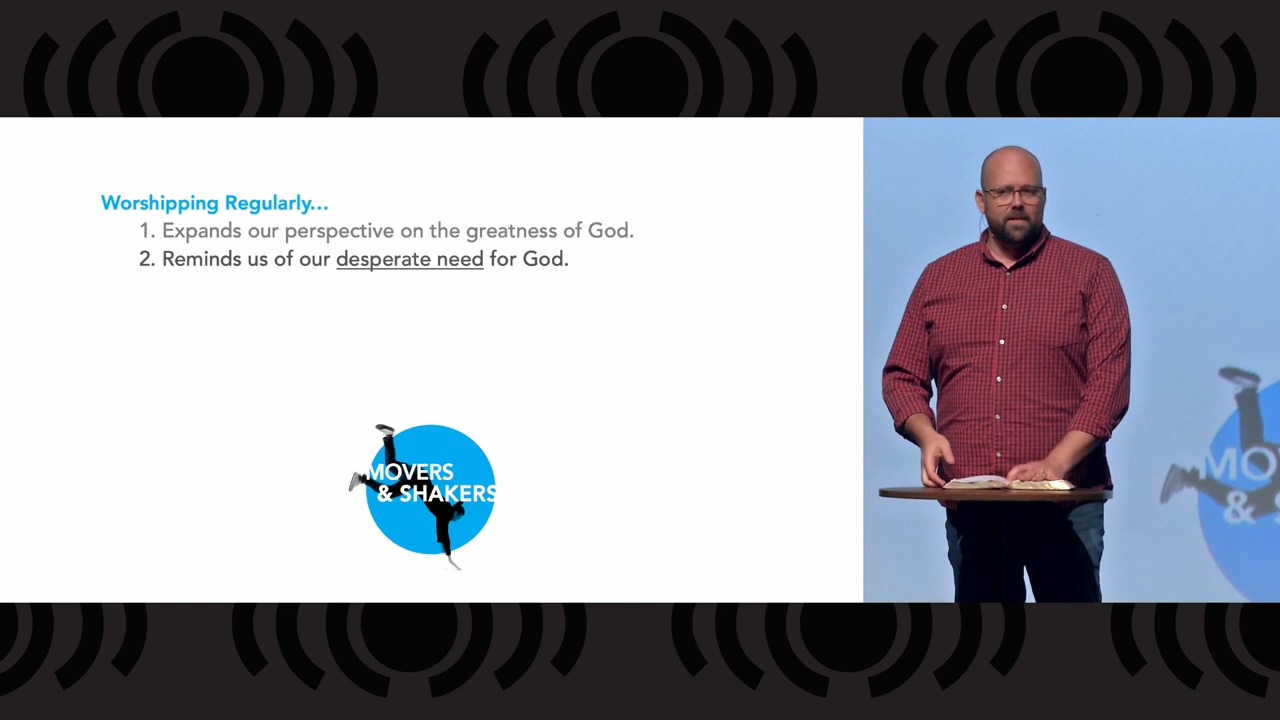 Worshipping Regularly...
1. Expands our perspective on the greatness of God.
2. Reminds us of our desperate need for God.
MOVERS
& SHAKERS
MO
& S